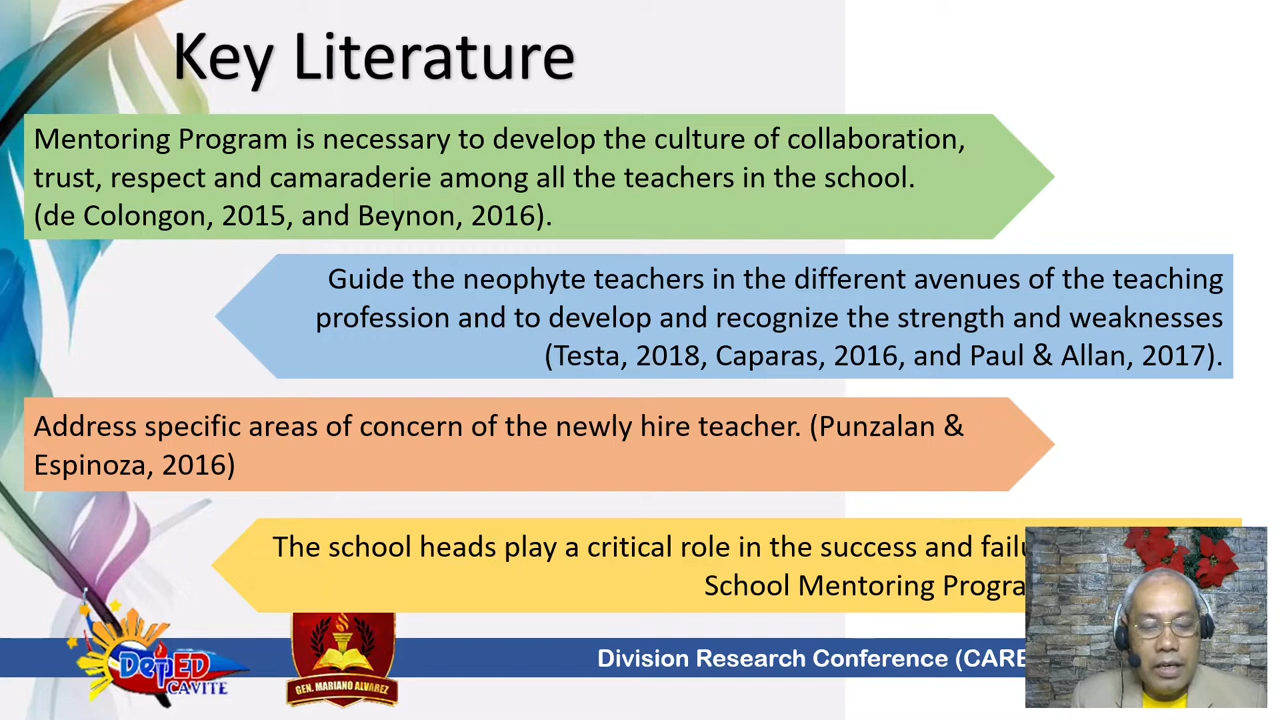 Key Literature
Mentoring Program is necessary to develop the culture of collaboration,
trust, respect and camaraderie among all the teachers in the school.
(de Colongon, 2015, and Beynon, 2016).
Guide the neophyte teachers in the different avenues of the teaching
profession and to develop and recognize the strength and weaknesses
(Testa, 2018, Caparas, 2016, and Paul & Allan, 2017).
Address specific areas of concern of the newly hire teacher. (Punzalan &
Espinoza, 2016)
The school heads play a critical role in the success and
School Mentoring
DepED
CAVITE
GEN. MARIANO ALVAREZ
Division Research Conference